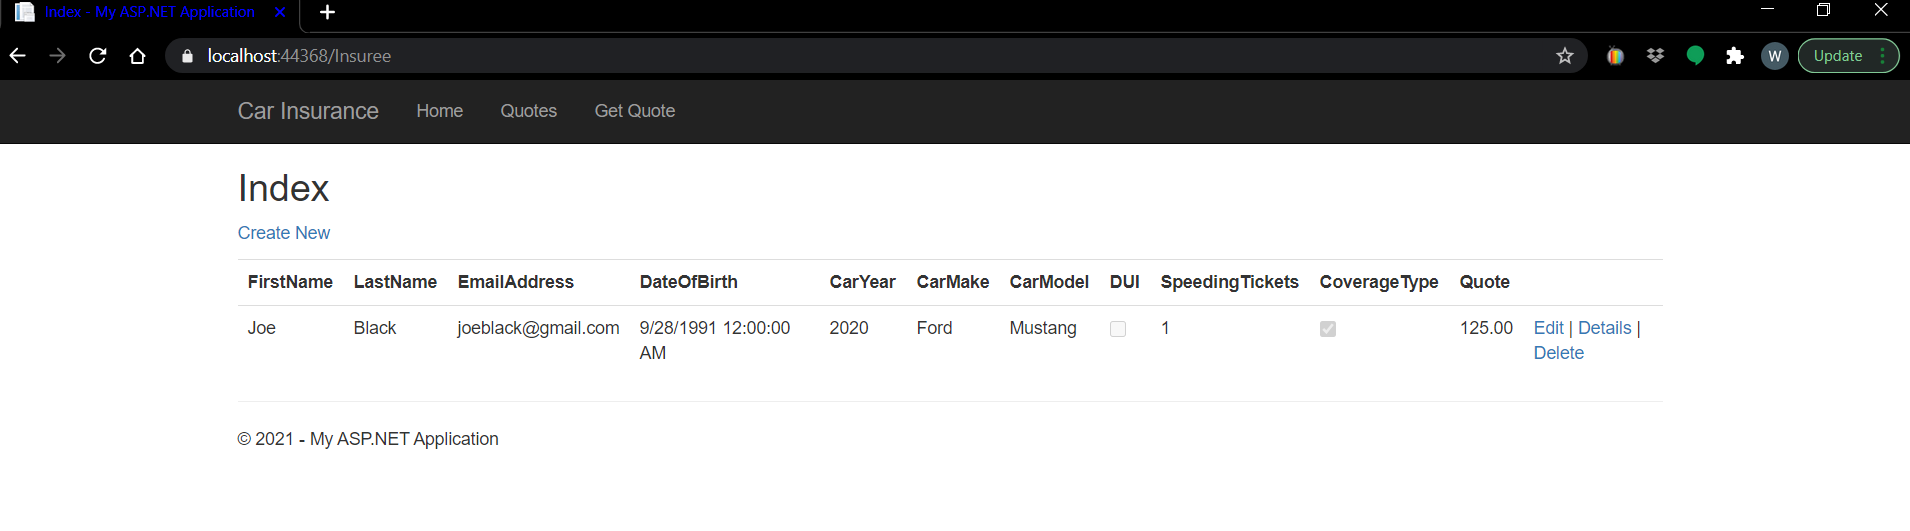 Index - My ASP.NET Application
localhost:44368/Insuree
W
Update
Car Insurance Home Quotes Get Quote
Index
Create New
FirstName LastName EmailAddress DateOfBirth CarYear CarMake CarModel DUI SpeedingTickets CoverageType Quote
Joe Black joeblack@gmail.com 9/28/1991 12:00:00 2020 Ford Mustang 1 125.00 Edit | Details |
AM Delete
© 2021 - My ASP.NET Application